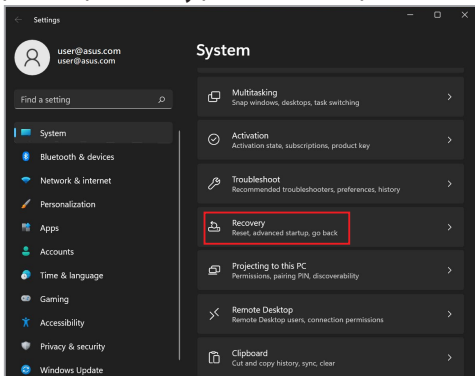 Settings
user@asus.com
user@asus.com
Find a setting
System
Bluetooth & devices
Network & internet
Personalization
Apps
Accounts
Time & language
Gaming
Accessibility
Privacy & security
Windows Update
System
Multitasking
Snap windows, desktops, task switching
Activation
Activation state, subscriptions, product key
Troubleshoot
Recommended troubleshooters, preferences, history
Recovery
Reset, advanced startup, go back
Projecting to this PC
Permissions, pairing PIN, discoverability
Remote Desktop
Remote Desktop users, connection permissions
Clipboard
Cut and copy history, sync, clear